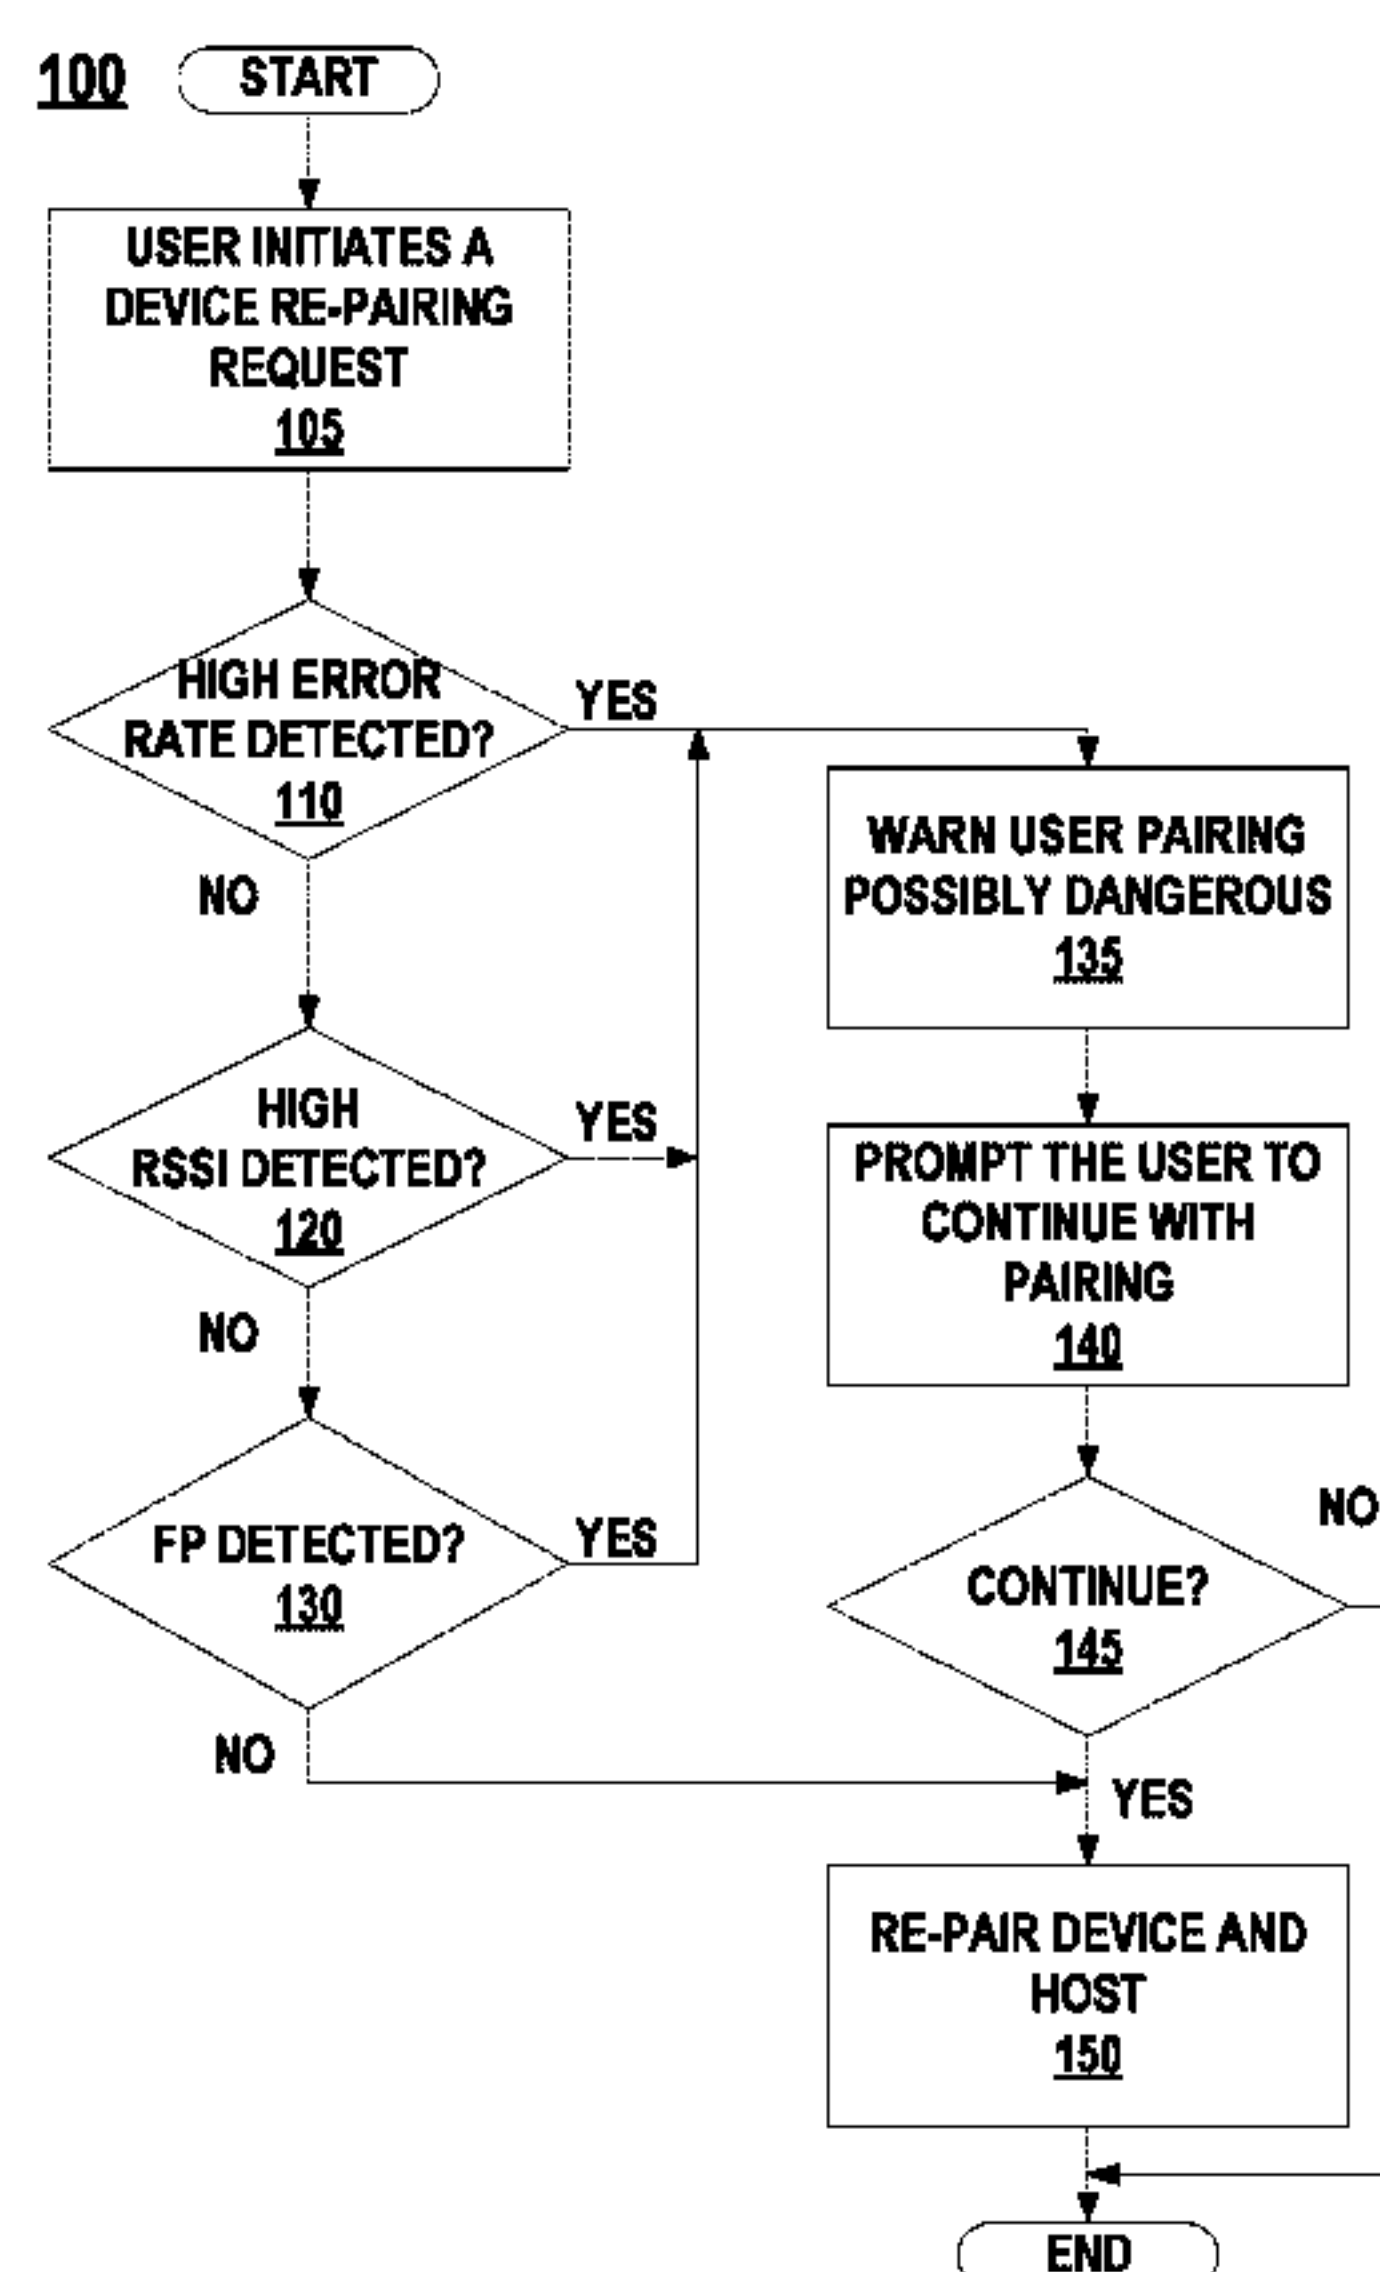 100
START
USER INITIATES A
DEVICE RE-PAIRING
REQUEST
105
HIGH ERROR
RATE DETECTED?
110
YES
NO
HIGH
RSSI DETECTED?
120
YES
NO
FP DETECTED?
130
YES
NO
WARN USER PAIRING
POSSIBLY DANGEROUS
135
PROMPT THE USER TO
CONTINUE WITH
PAIRING
140
CONTINUE?
145
NO
YES
RE-PAIR DEVICE AND
HOST
150
END